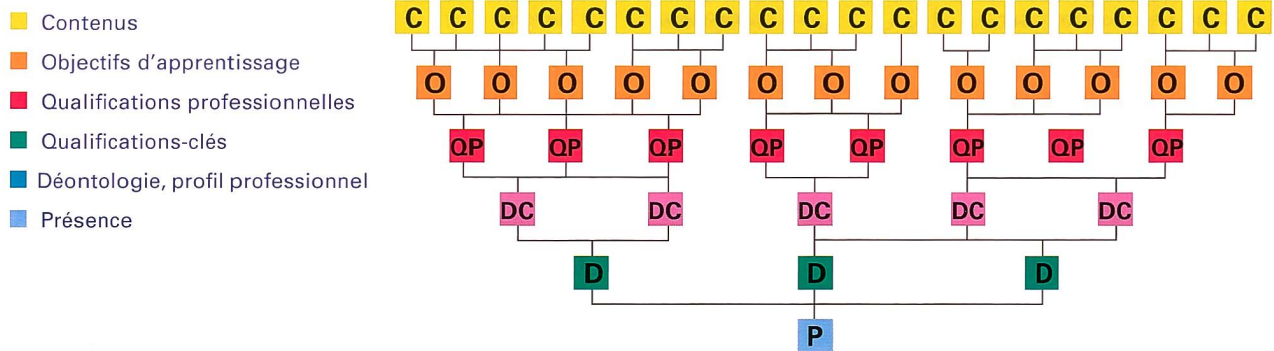 Contenus
Objectifs d'apprentissage
Qualifications professionnelles
Qualifications-clés
Déontologie, profil professionnel
Présence
C C C C C C C C C C C C C C C C C C C C
O O O O O O O O O O O O O
QP QP QP QP QP QP QP QP
DC DC DC DC DC
D D D
P